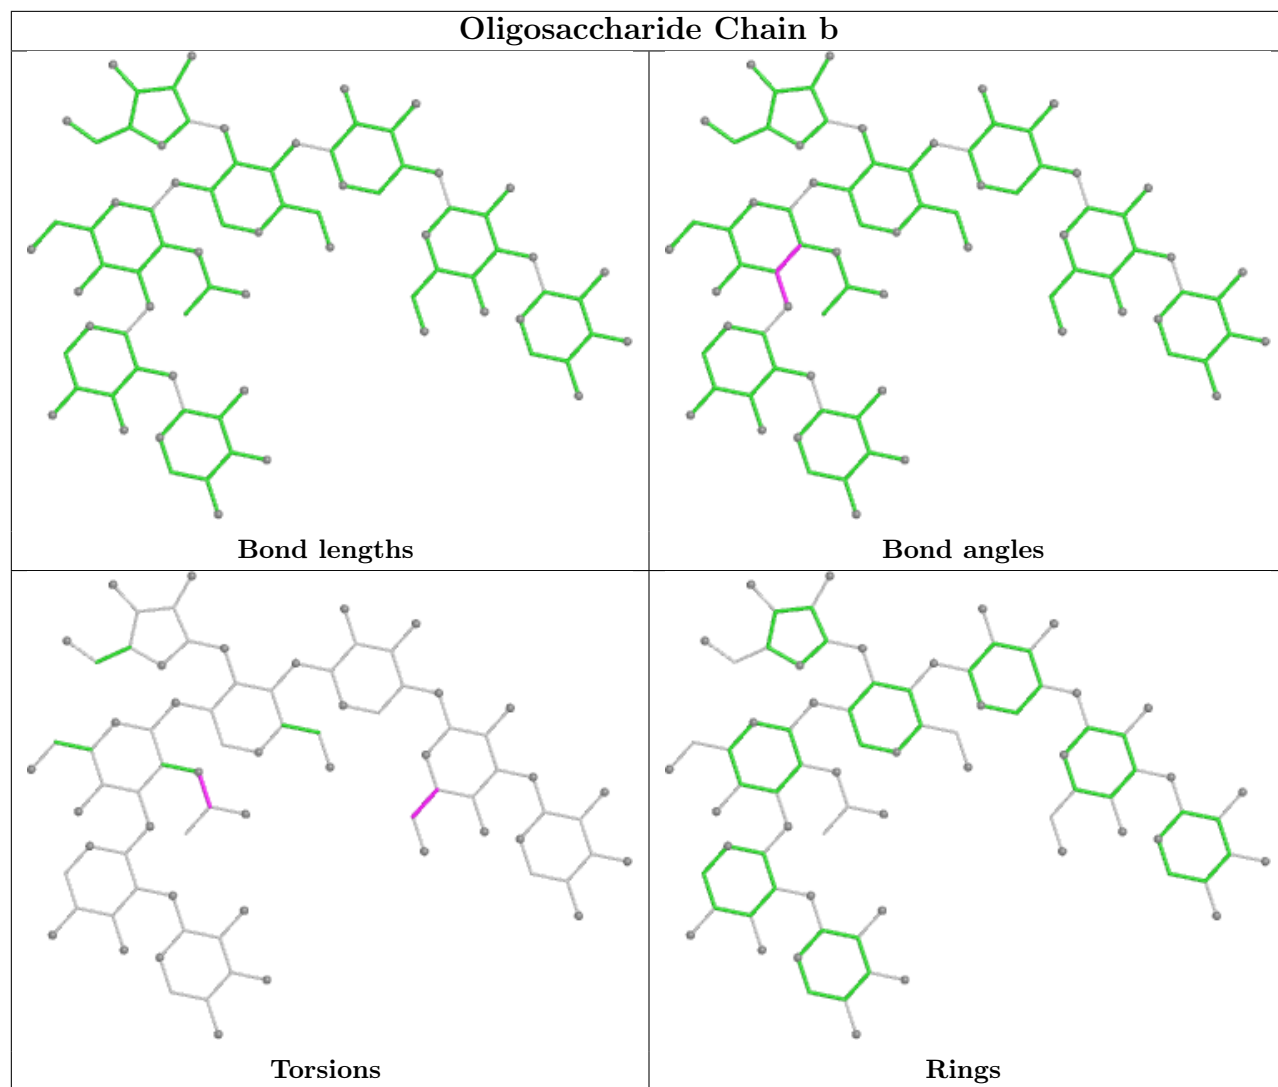 Oligosaccharide Chain b
Bond lengths
Bond angles
Torsions
Rings